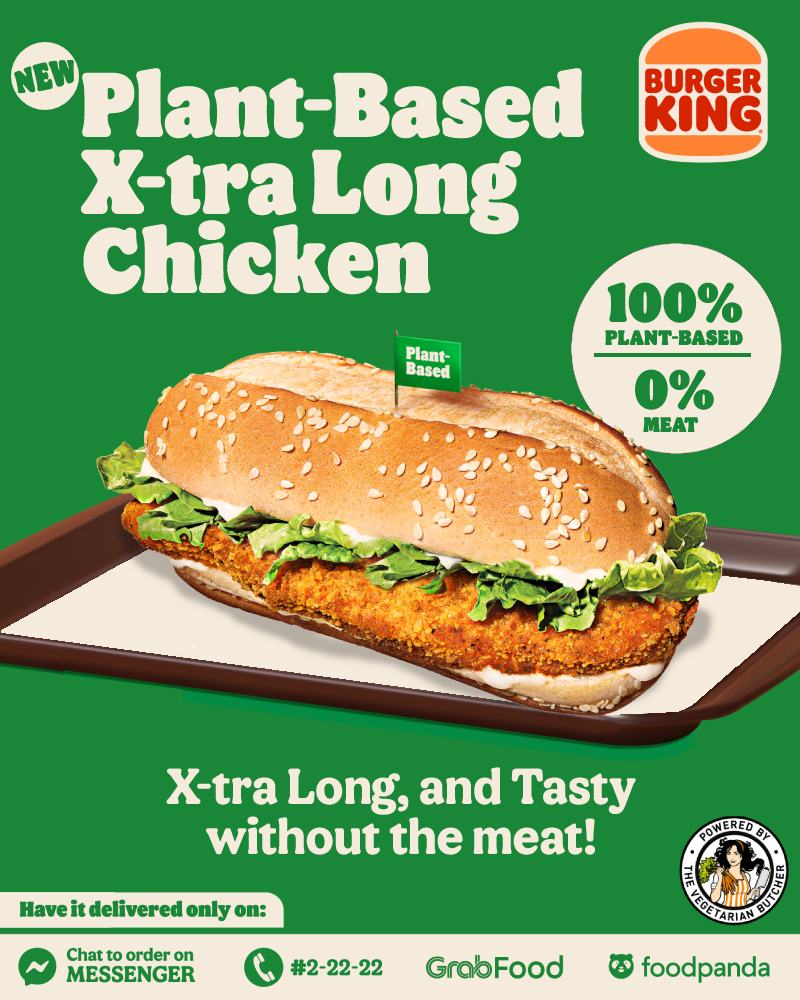 NEW
Plant-Based
X-tra Long
Chicken
BURGER
KING
100%
PLANT-BASED
0%
MEAT
Plant-
Based
X-tra Long, and Tasty
without the meat!
POWERED BY
THE VEGETARIAN BUTCHER
Have it delivered only on:
Chat to order on
MESSENGER
#2-22-22
GrabFood
foodpanda